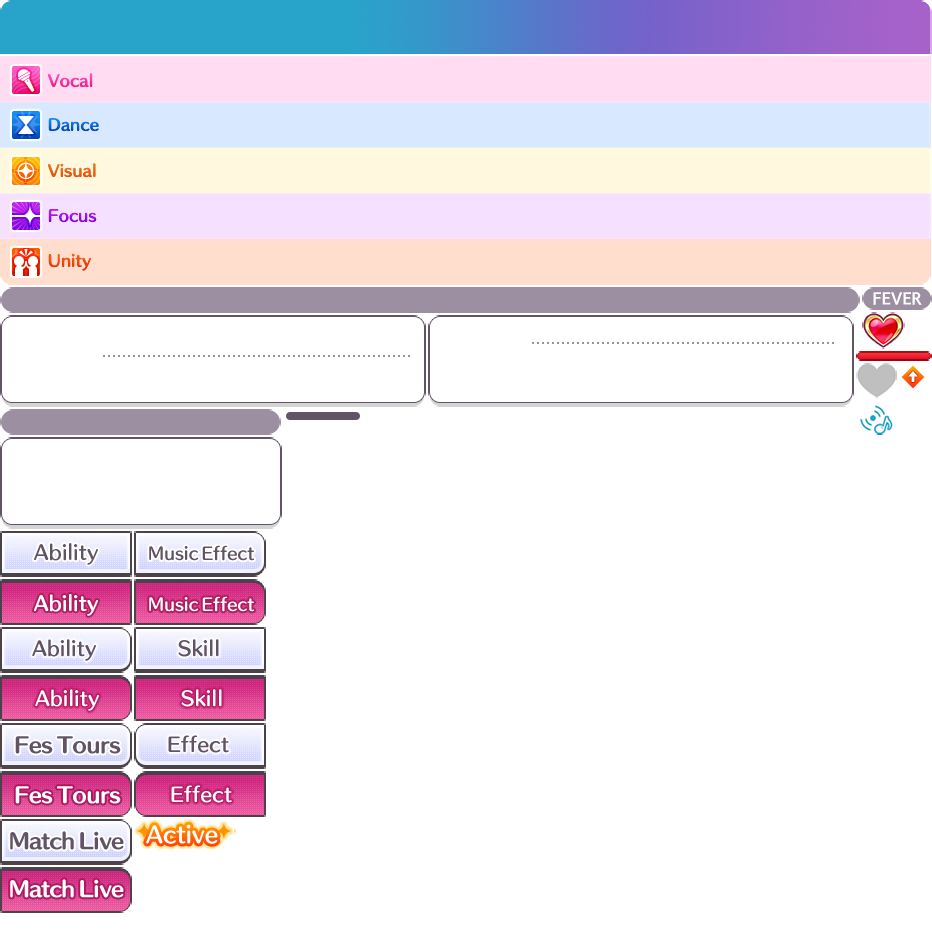 Vocal
Dance
Visual
Focus
Unity
FEVER
Ability Music Effect
Ability Music Effect
Ability Skill
Ability Skill
Fes Tours Effect
Fes Tours Effect
Match Live Active
Match Live